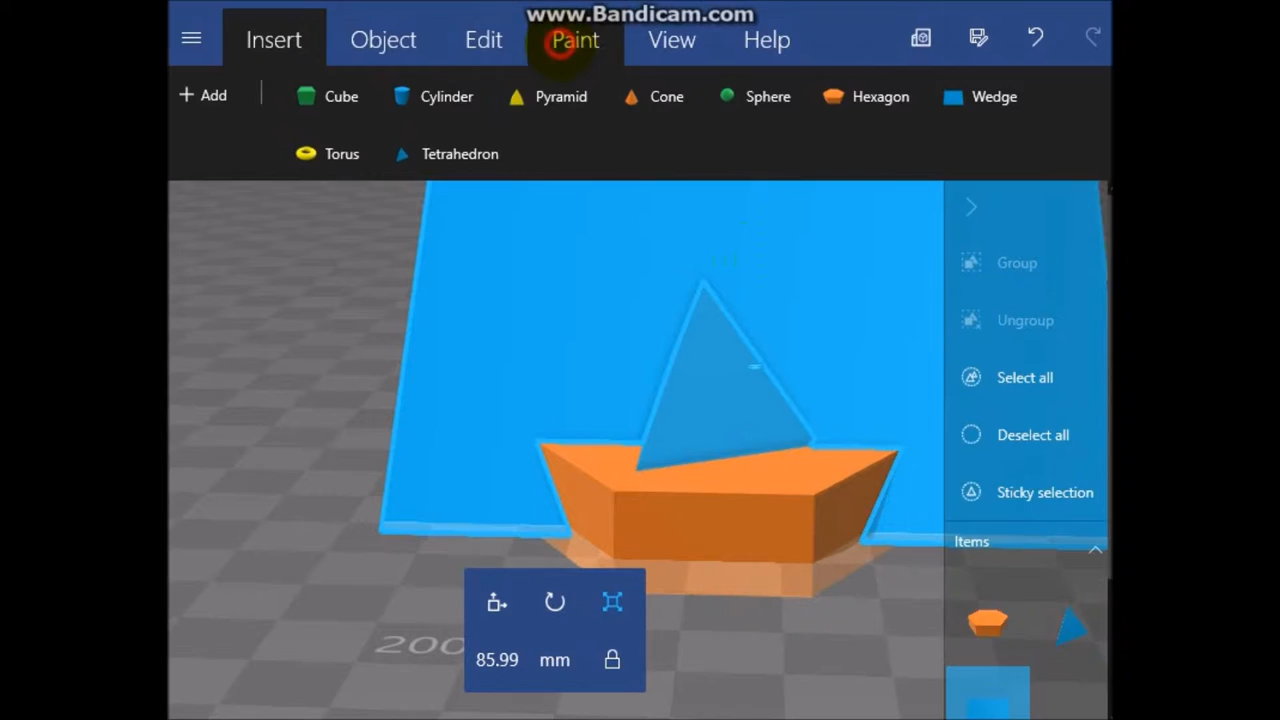 www.Bandicam.com
Insert Object Edit Paint View Help
Add Cube Cylinder Pyramid Cone Sphere Hexagon Wedge
Torus Tetrahedron
Group
Ungroup
Select all
Deselect all
Sticky selection
Items
200
85.99 mm